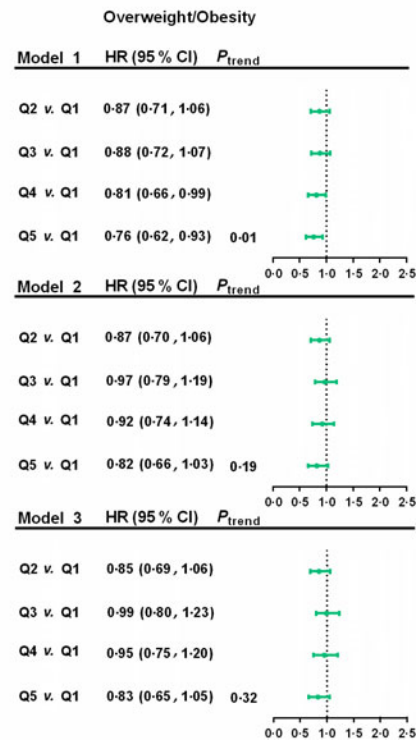 Overweight/Obesity
Model 1 HR (95 % CI) Ptrend
Q2 v. Q1 0·87 (0·71, 1·06)
Q3 v. Q1 0·88 (0·72, 1·07)
Q4 v. Q1 0·81 (0·66, 0·99)
Q5 v. Q1 0·76 (0·62, 0·93) 0·01
0·0 0·5 1·0 1·5 2·0 2·5
Model 2 HR (95 % CI) Ptrend
Q2 v. Q1 0·87 (0·70, 1·06)
Q3 v. Q1 0·97 (0·79, 1·19)
Q4 v. Q1 0·92 (0·74, 1·14)
Q5 v. Q1 0·82 (0·66, 1·03) 0·19
0·0 0·5 1·0 1·5 2·0 2·5
Model 3 HR (95 % CI) Ptrend
Q2 v. Q1 0·85 (0·69, 1·06)
Q3 v. Q1 0·99 (0·80, 1·23)
Q4 v. Q1 0·95 (0·75, 1·20)
Q5 v. Q1 0·83 (0·65, 1·05) 0·32
0·0 0·5 1·0 1·5 2·0 2·5